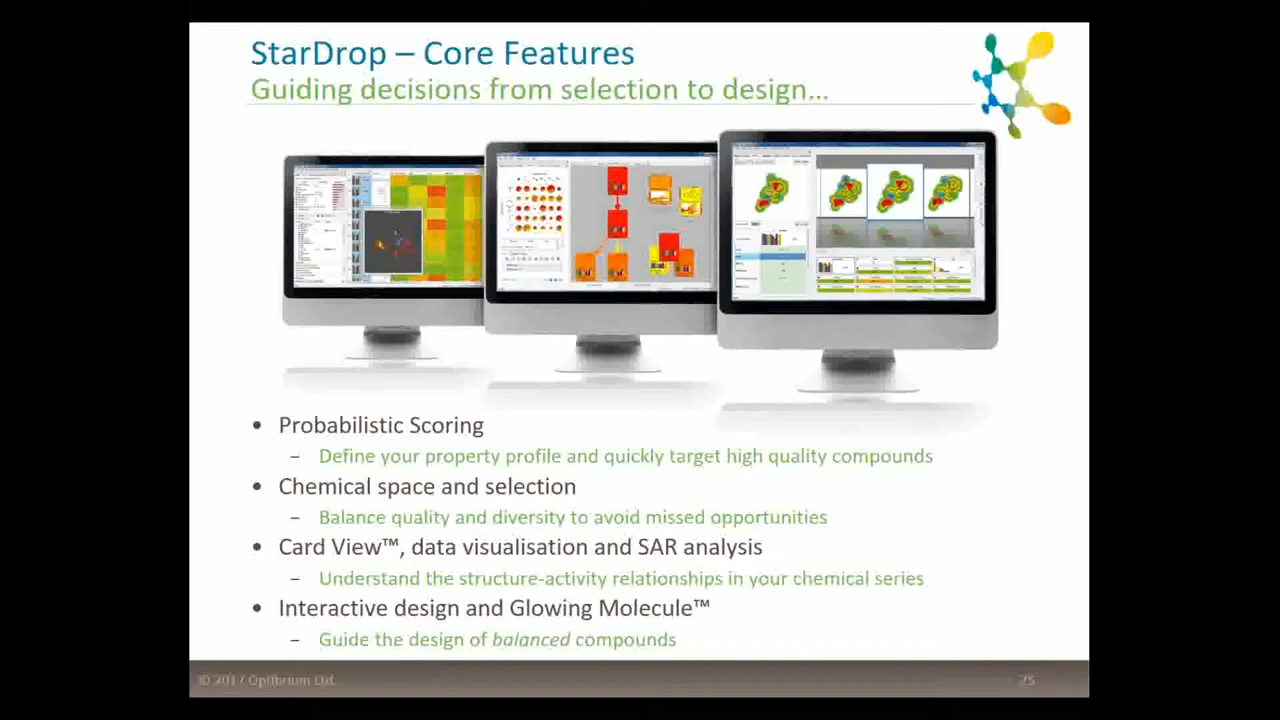 StarDrop – Core Features
Guiding decisions from selection to design...
• Probabilistic Scoring
– Define your property profile and quickly target high quality compounds
• Chemical space and selection
– Balance quality and diversity to avoid missed opportunities
• Card View™, data visualisation and SAR analysis
– Understand the structure-activity relationships in your chemical series
• Interactive design and Glowing Molecule™
– Guide the design of balanced compounds
© 2017 Optibrium Ltd.
25